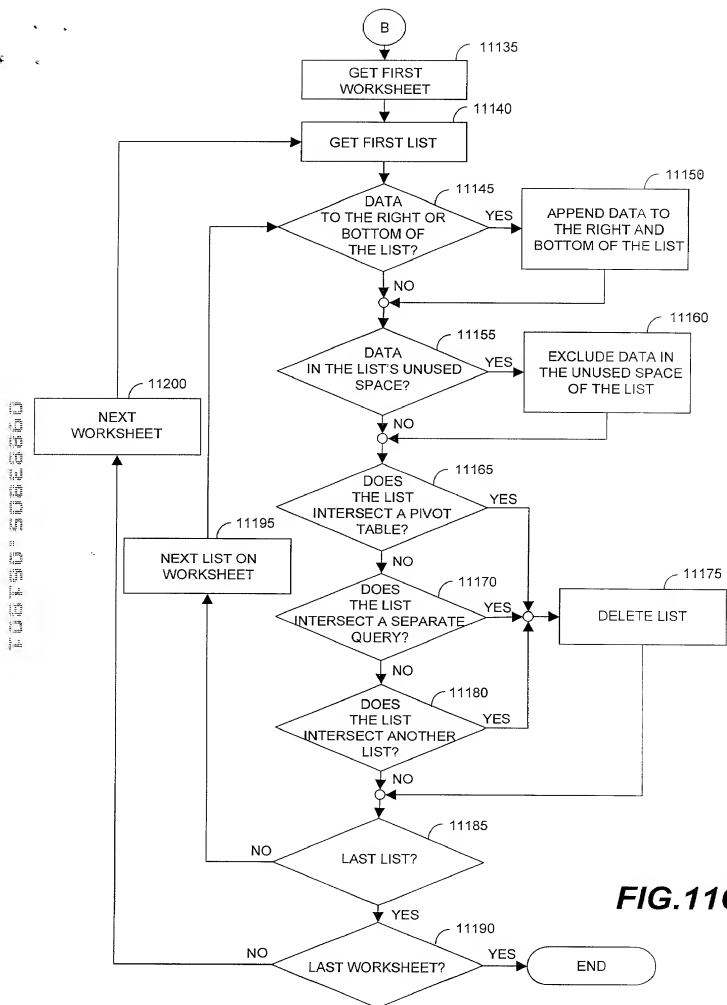 B
11135
GET FIRST
WORKSHEET
11140
GET FIRST LIST
11145
DATA
TO THE RIGHT OR
BOTTOM OF
THE LIST?
YES
11150
APPEND DATA TO
THE RIGHT AND
BOTTOM OF THE LIST
NO
11155
DATA
IN THE LIST'S UNUSED
SPACE?
YES
11160
EXCLUDE DATA IN
THE UNUSED SPACE
OF THE LIST
NO
11200
NEXT
WORKSHEET
11165
DOES
THE LIST
INTERSECT A PIVOT
TABLE?
YES
NO
11195
NEXT LIST ON
WORKSHEET
11170
DOES
THE LIST
INTERSECT A SEPARATE
QUERY?
YES
11175
DELETE LIST
NO
11180
DOES
THE LIST
INTERSECT ANOTHER
LIST?
YES
NO
11185
LAST LIST?
NO
YES
FIG.11
11190
LAST WORKSHEET?
NO
YES
END